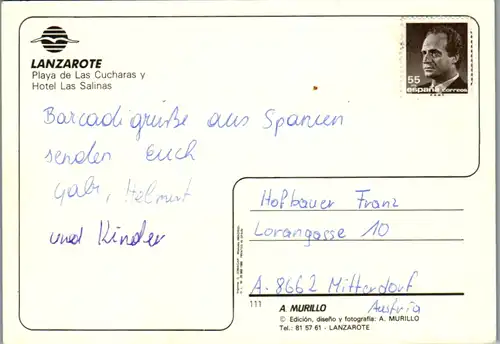 LANZAROTE
Playa de Las Cucharas y
Hotel Las Salinas
55
españa correos
Barcadigrüße aus Spanien
senden Euch
Gabi, Helmut
und Kinder
Hofbauer Franz
Lorangasse 10
A-8662 Mitterdorf
Austria
111
A. MURILLO
© Edición, diseño y fotografía: A. MURILLO
Tel.: 81 57 61 - LANZAROTE